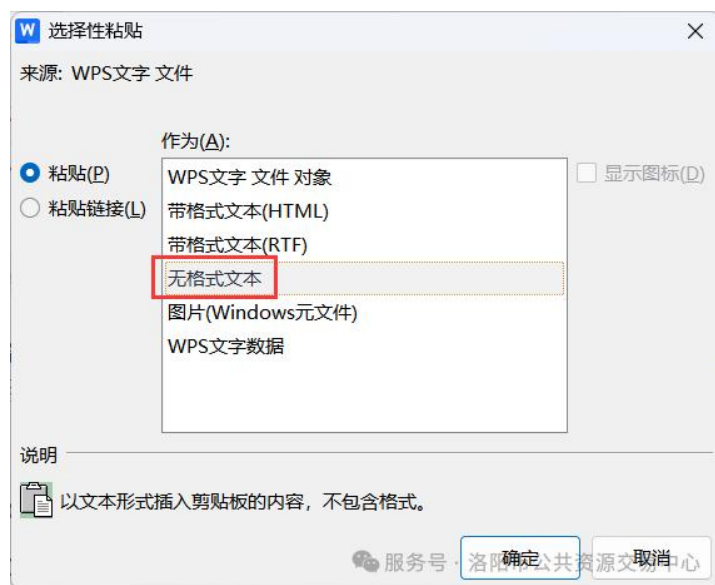 W 选择性粘贴
来源: WPS文字 文件
作为(A):
粘贴(P)
粘贴链接(L)
WPS文字 文件 对象
带格式文本(HTML)
带格式文本(RTF)
无格式文本
图片(Windows元文件)
WPS文字数据
显示图标(D)
说明
以文本形式插入剪贴板的内容，不包含格式。
确定
取消
服务号 · 洛阳市公共资源交易中心